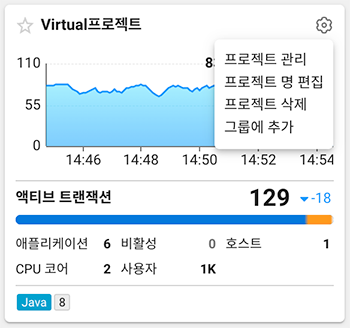 Virtual프로젝트
110
55
0
14:46
14:48
14:50
14:52
14:54
프로젝트 관리
프로젝트 명 편집
프로젝트 삭제
그룹에 추가
액티브 트랜잭션 129 -18
애플리케이션 6 비활성 0 호스트 1
CPU 코어 2 사용자 1K
Java 8